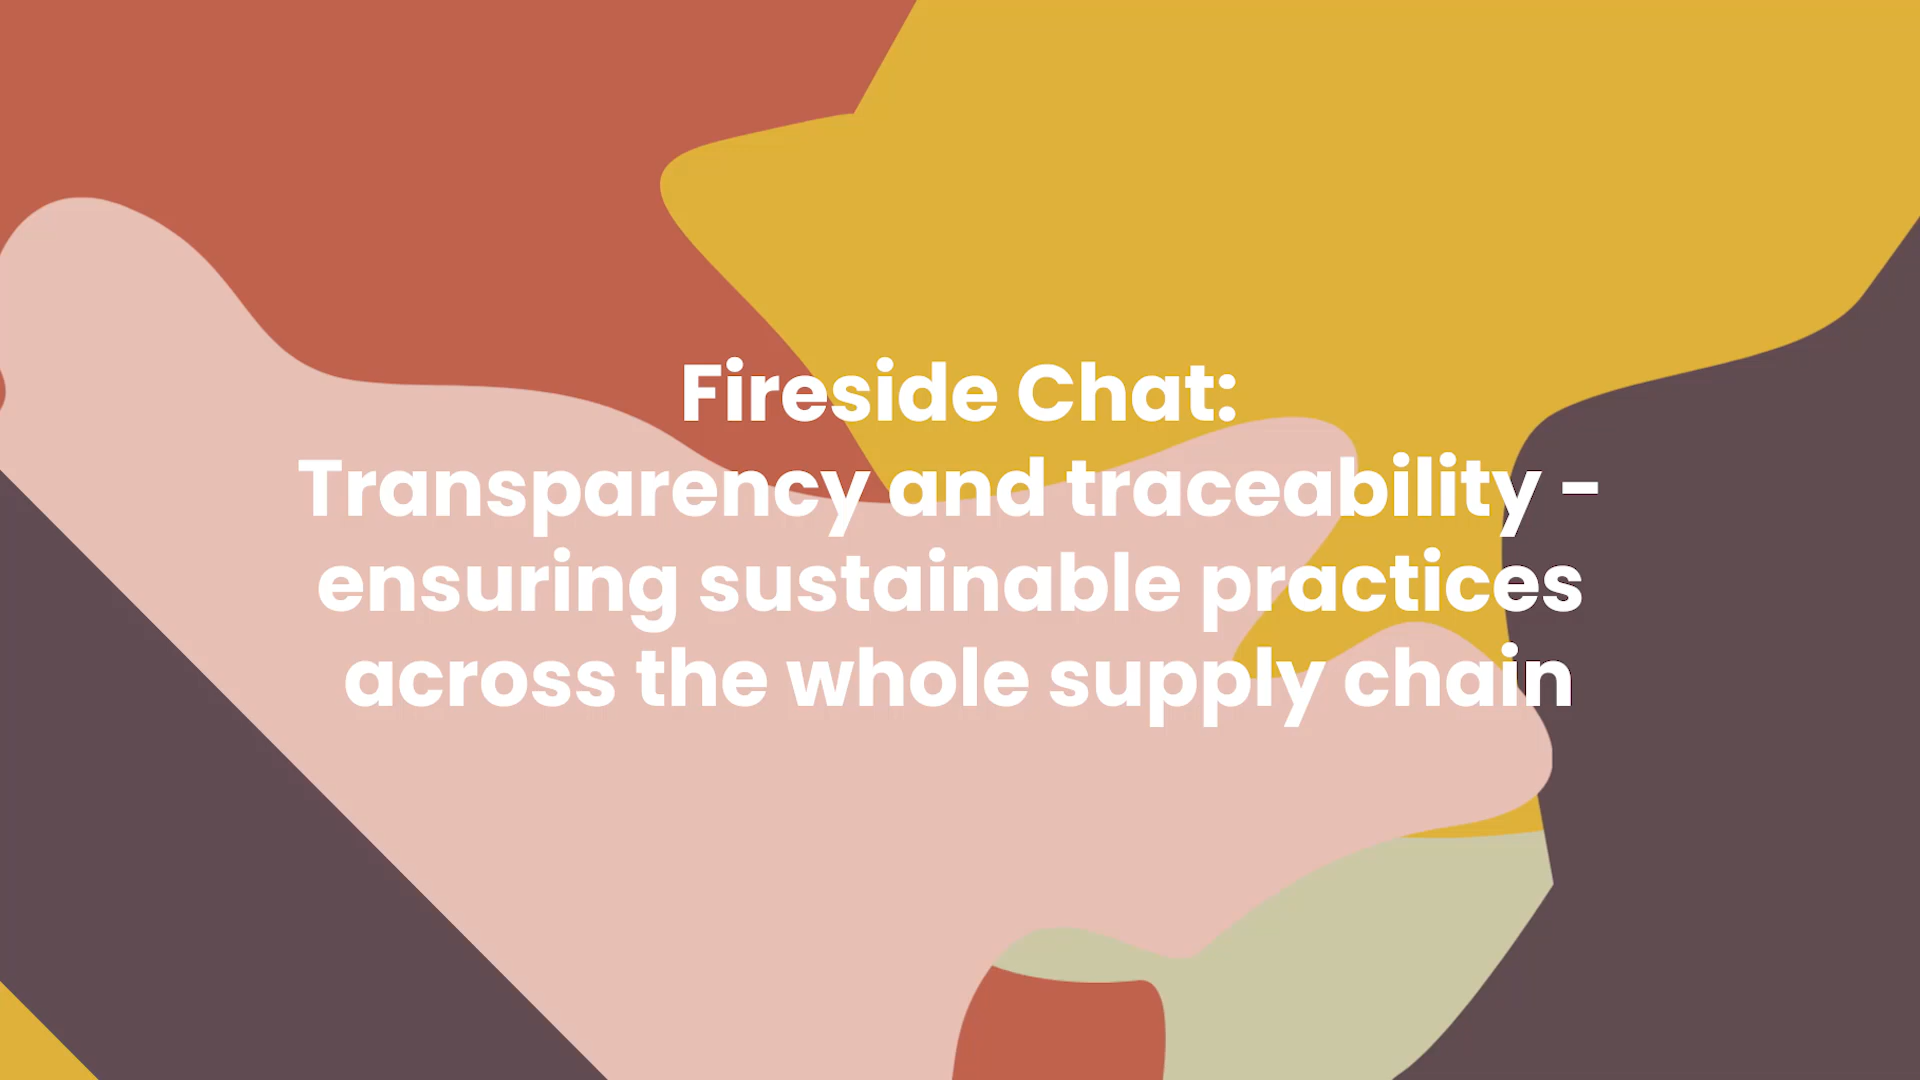 Fireside Chat:
Transparency and traceability -
ensuring sustainable practices
across the whole supply chain